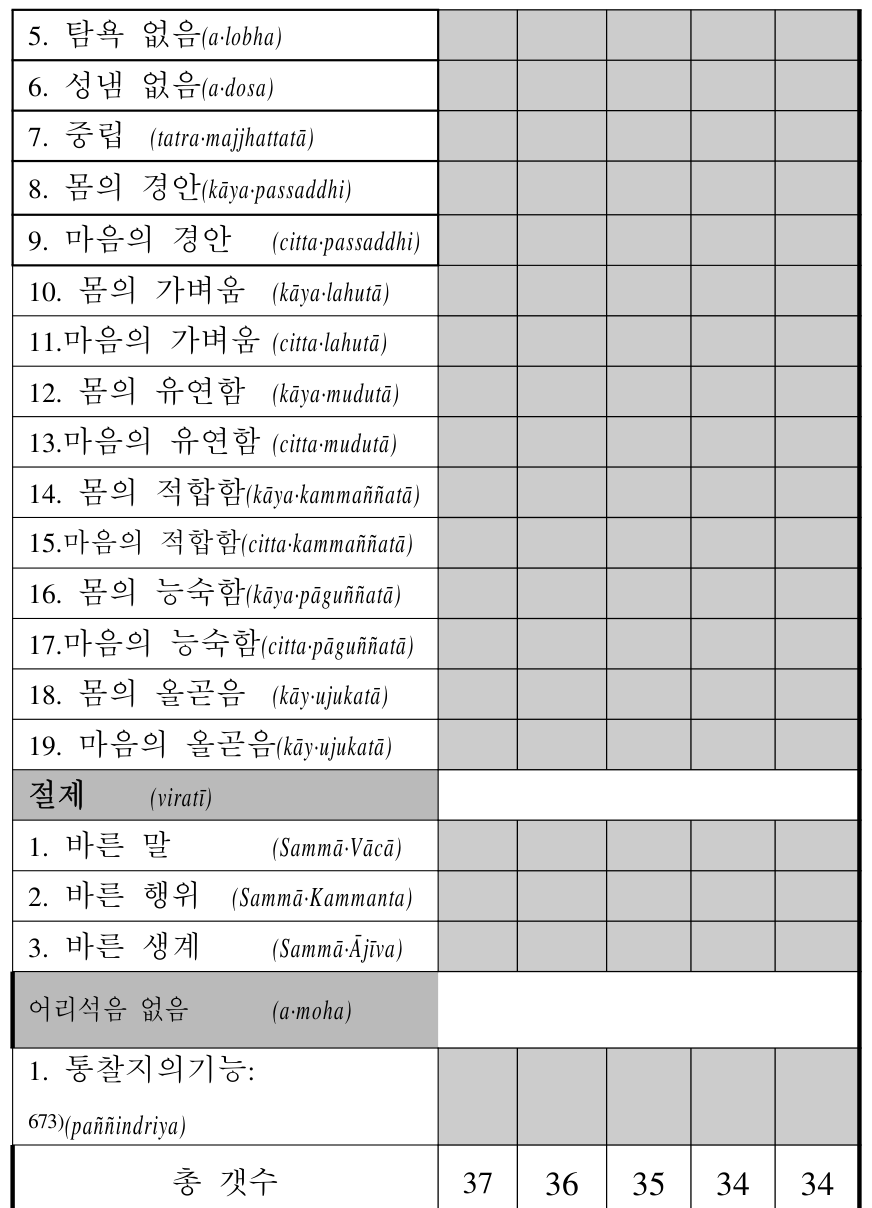 5. 탐욕 없음(a·lobha)
6. 성냄 없음(a·dosa)
7. 중립 (tatra·majjhattatā)
8. 몸의 경안(kāya·passaddhi)
9. 마음의 경안 (citta·passaddhi)
10. 몸의 가벼움 (kāya·lahutā)
11.마음의 가벼움 (citta·lahutā)
12. 몸의 유연함 (kāya·mudutā)
13.마음의 유연함 (citta·mudutā)
14. 몸의 적합함(kāya·kammaññatā)
15.마음의 적합함(citta·kammaññatā)
16. 몸의 능숙함(kāya·pāguññatā)
17.마음의 능숙함(citta·pāguññatā)
18. 몸의 올곧음 (kāy·ujukatā)
19. 마음의 올곧음(kāy·ujukatā)
절제 (viratī)
1. 바른 말 (Sammā·Vācā)
2. 바른 행위 (Sammā·Kammanta)
3. 바른 생계 (Sammā·Ājīva)
어리석음 없음 (a·moha)
1. 통찰지의기능:
673)(paññindriya)
총 갯수 37 36 35 34 34